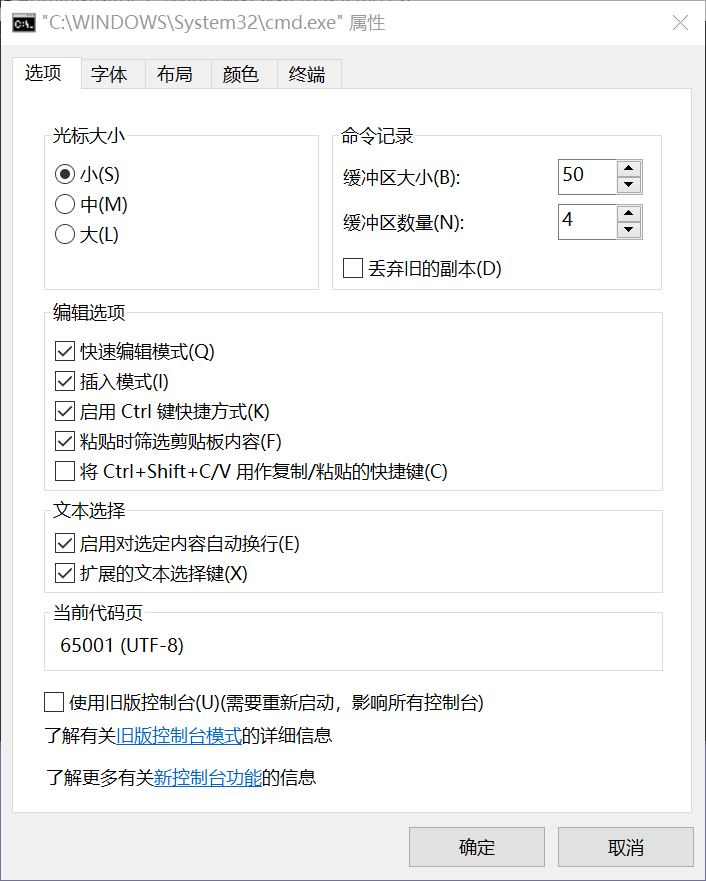 "C:\WINDOWS\System32\cmd.exe" 属性
选项 字体 布局 颜色 终端
光标大小
小(S)
中(M)
大(L)
命令记录
缓冲区大小(B): 50
缓冲区数量(N): 4
丢弃旧的副本(D)
编辑选项
快速编辑模式(Q)
插入模式(I)
启用 Ctrl 键快捷方式(K)
粘贴时筛选剪贴板内容(F)
将 Ctrl+Shift+C/V 用作复制/粘贴的快捷键(C)
文本选择
启用对选定内容自动换行(E)
扩展的文本选择键(X)
当前代码页
65001 (UTF-8)
使用旧版控制台(U)(需要重新启动，影响所有控制台)
了解有关旧版控制台模式的详细信息
了解更多有关新控制台功能的信息
确定 取消